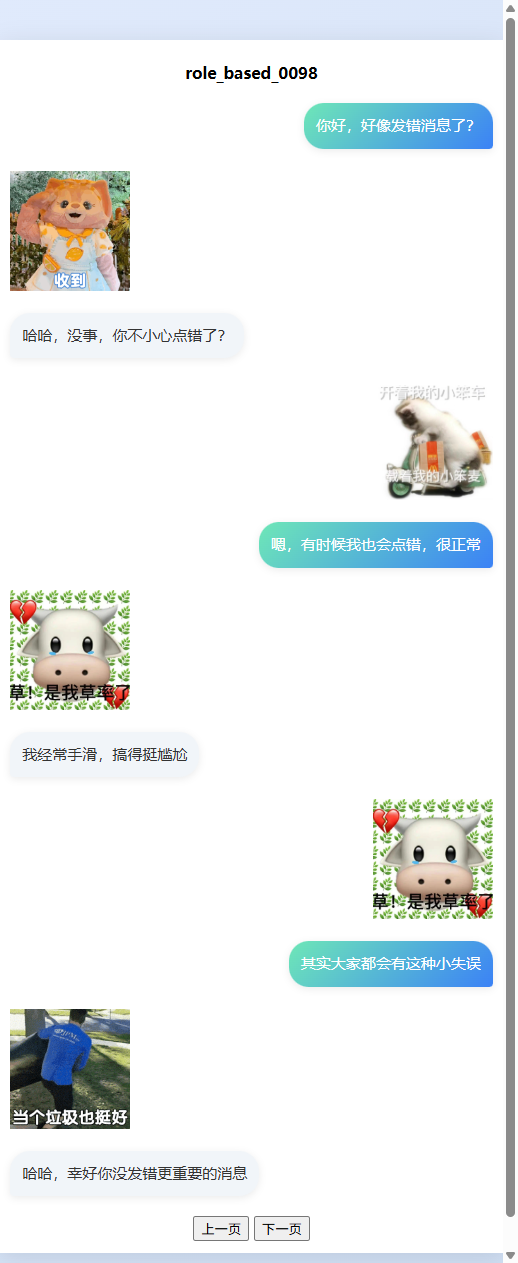 role_based_0098
你好，好像发错消息了？
收到
哈哈，没事，你不小心点错了？
开着我的小笨车
载着我的小笨麦
嗯，有时候我也会点错，很正常
草！是我草率了
我经常手滑，搞得挺尴尬
草！是我草率了
其实大家都会有这种小失误
当个垃圾也挺好
哈哈，幸好你没发错更重要的消息
上一页 下一页